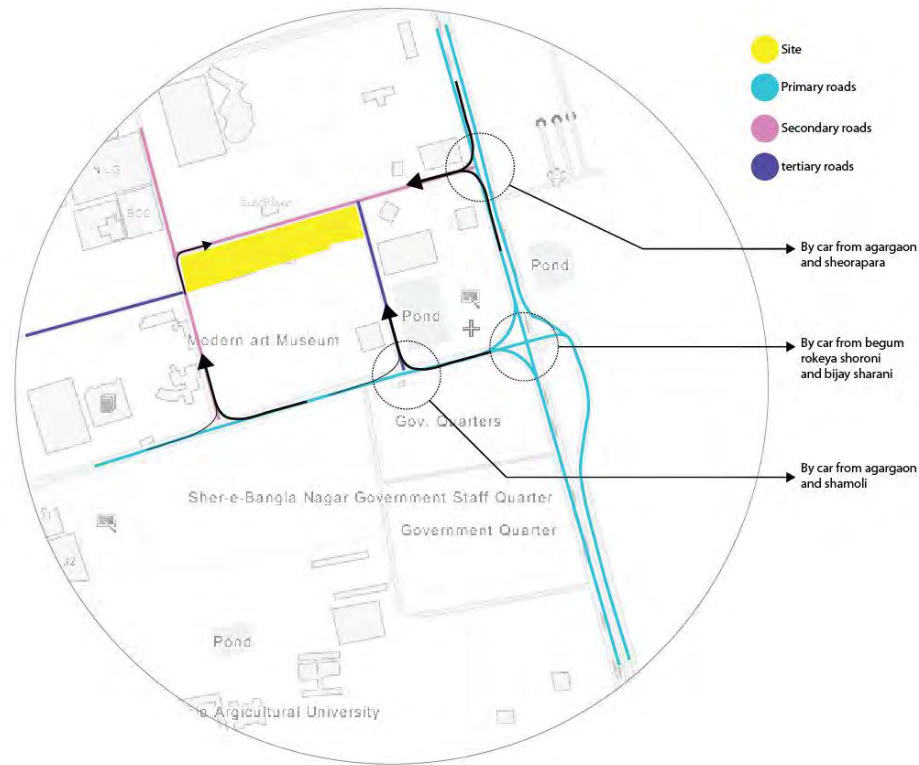 Site
Primary roads
Secondary roads
tertiary roads
By car from agargaon
and sheorapara
Pond
Pond
By car from begum
rokeya shoroni
and bijay sharani
Modern art Museum
Gov. Quarters
By car from agargaon
and shamoli
Sher-e-Bangla Nagar Government Staff Quarter
Government Quarter
Pond
Argicultural University